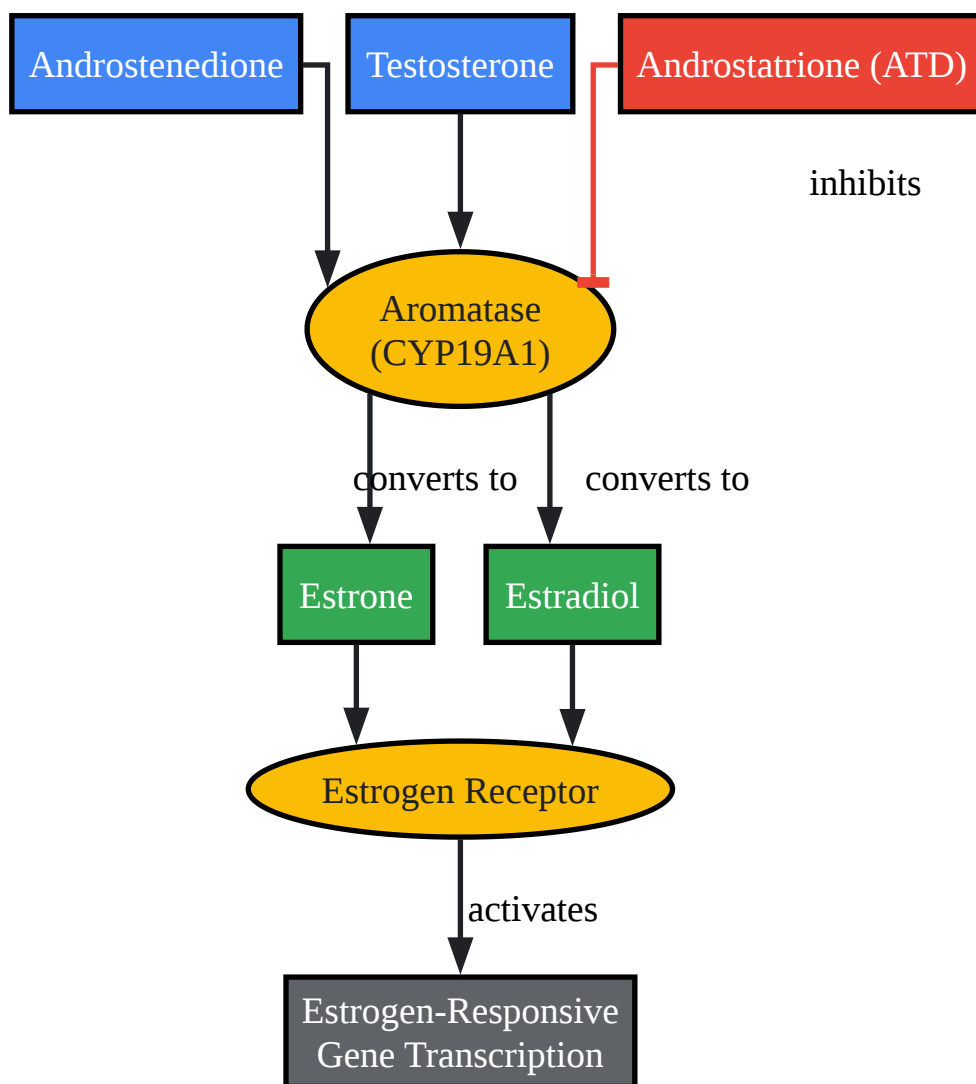 Androstenedione
Testosterone
Androstatrione (ATD)
inhibits
Aromatase
(CYP19A1)
converts to
converts to
Estrone
Estradiol
Estrogen Receptor
activates
Estrogen-Responsive
Gene Transcription